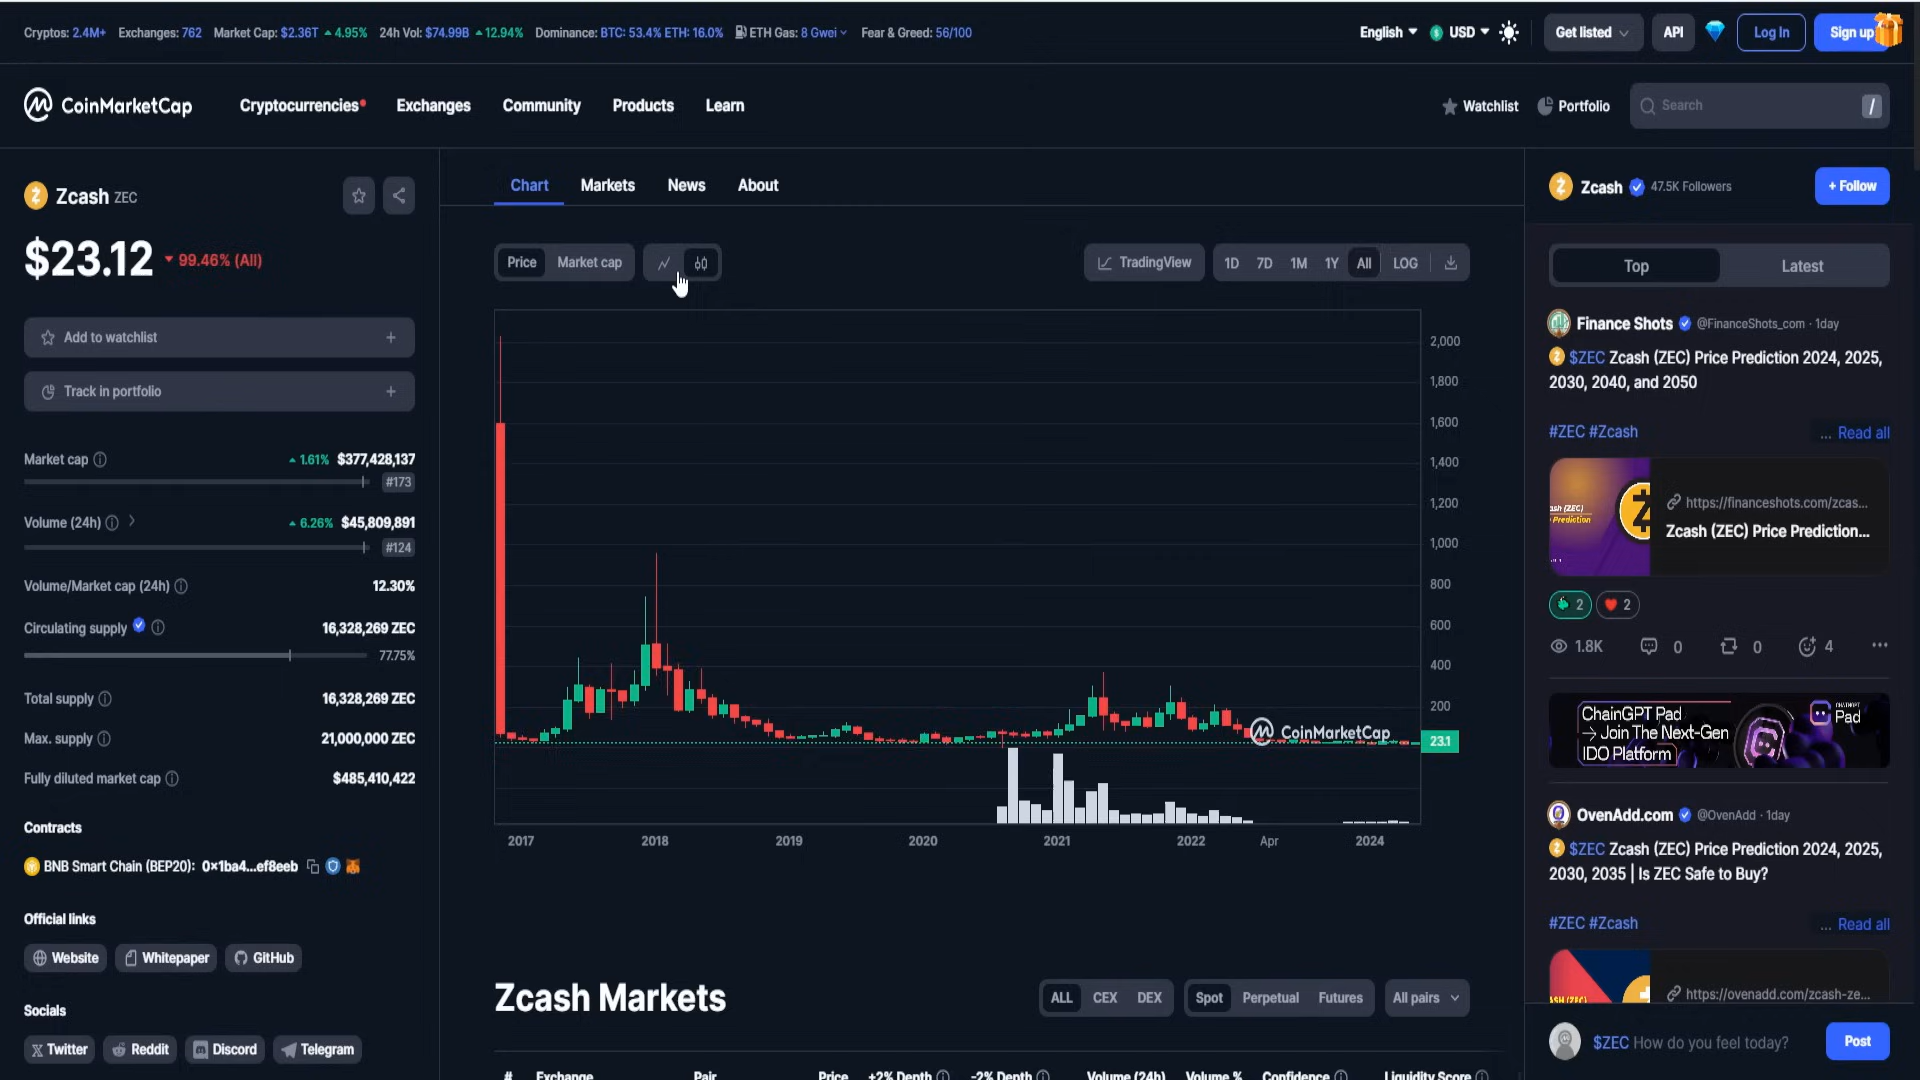 Cryptos: 2.4M+ Exchanges: 762 Market Cap: $2.36T 4.95% 24h Vol: $74.99B 12.94% Dominance: BTC: 53.4% ETH: 16.0% ETH Gas: 8 Gwei Fear & Greed: 56/100
English USD Get listed API Log In Sign up
CoinMarketCap Cryptocurrencies Exchanges Community Products Learn
Watchlist Portfolio Search /
Zcash ZEC
$23.12 99.46% (All)
Add to watchlist +
Track in portfolio +
Market cap 1.61% $377,428,137
#173
Volume (24h) 6.26% $45,809,891
#124
Volume/Market cap (24h) 12.30%
Circulating supply 16,328,269 ZEC
77.75%
Total supply 16,328,269 ZEC
Max. supply 21,000,000 ZEC
Fully diluted market cap $485,410,422
Contracts
BNB Smart Chain (BEP20): 0x1ba4...ef8eeb
Official links
Website Whitepaper GitHub
Socials
Twitter Reddit Discord Telegram
Chart Markets News About
Price Market cap
TradingView 1D 7D 1M 1Y All LOG
2,000
1,800
1,600
1,400
1,200
1,000
800
600
400
200
23.1
CoinMarketCap
2017 2018 2019 2020 2021 2022 Apr 2024
Zcash Markets
ALL CEX DEX Spot Perpetual Futures All pairs
# Exchange Pair Price +2% Depth -2% Depth Volume (24h) Volume % Confidence Liquidity Score
Zcash 47.5K Followers + Follow
Top Latest
Finance Shots @FinanceShots_com · 1day
$ZEC Zcash (ZEC) Price Prediction 2024, 2025,
2030, 2040, and 2050
#ZEC #Zcash ... Read all
ash (ZEC)
Prediction
https://financeshots.com/zcas...
Zcash (ZEC) Price Prediction...
2 2
1.8K 0 0 4
ChainGPT Pad
→ Join The Next-Gen
IDO Platform
Pad
OvenAdd.com @OvenAdd · 1day
$ZEC Zcash (ZEC) Price Prediction 2024, 2025,
2030, 2035 | Is ZEC Safe to Buy?
#ZEC #Zcash ... Read all
https://ovenadd.com/zcash-ze...
$ZEC How do you feel today? Post